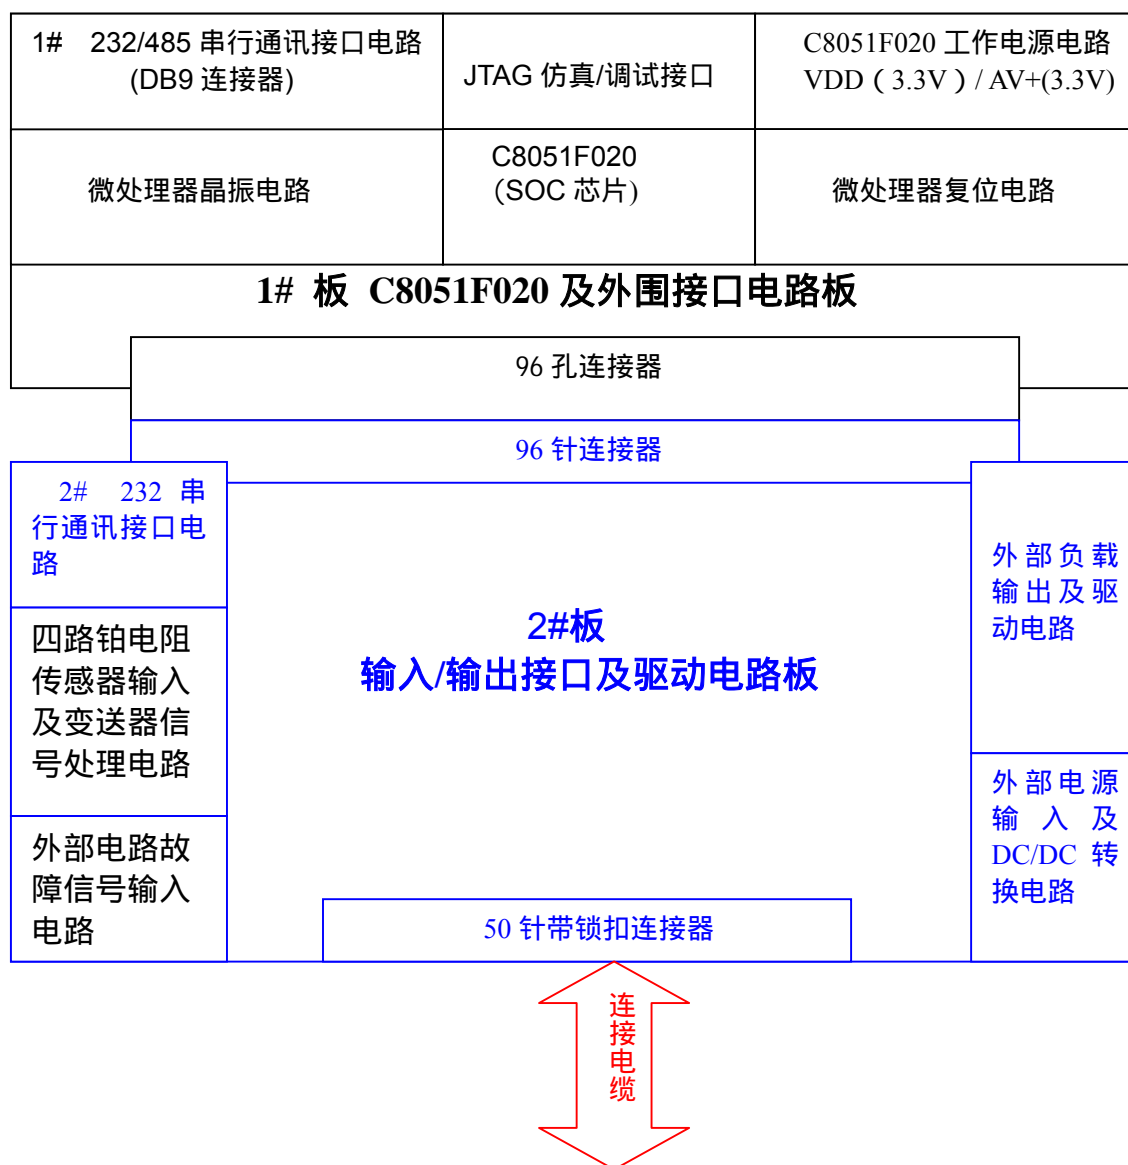 1# 232/485 串行通讯接口电路
(DB9 连接器)
JTAG 仿真/调试接口
C8051F020 工作电源电路
VDD（3.3V）/ AV+(3.3V)
微处理器晶振电路
C8051F020
（SOC 芯片)
微处理器复位电路
1# 板 C8051F020 及外围接口电路板
96 孔连接器
96 针连接器
2# 232 串
行通讯接口电
路
四路铂电阻
传感器输入
及变送器信
号处理电路
外部电路故
障信号输入
电路
2#板
输入/输出接口及驱动电路板
外部负载
输出及驱
动电路
外部电源
输入及
DC/DC 转
换电路
50 针带锁扣连接器
连
接
电
缆